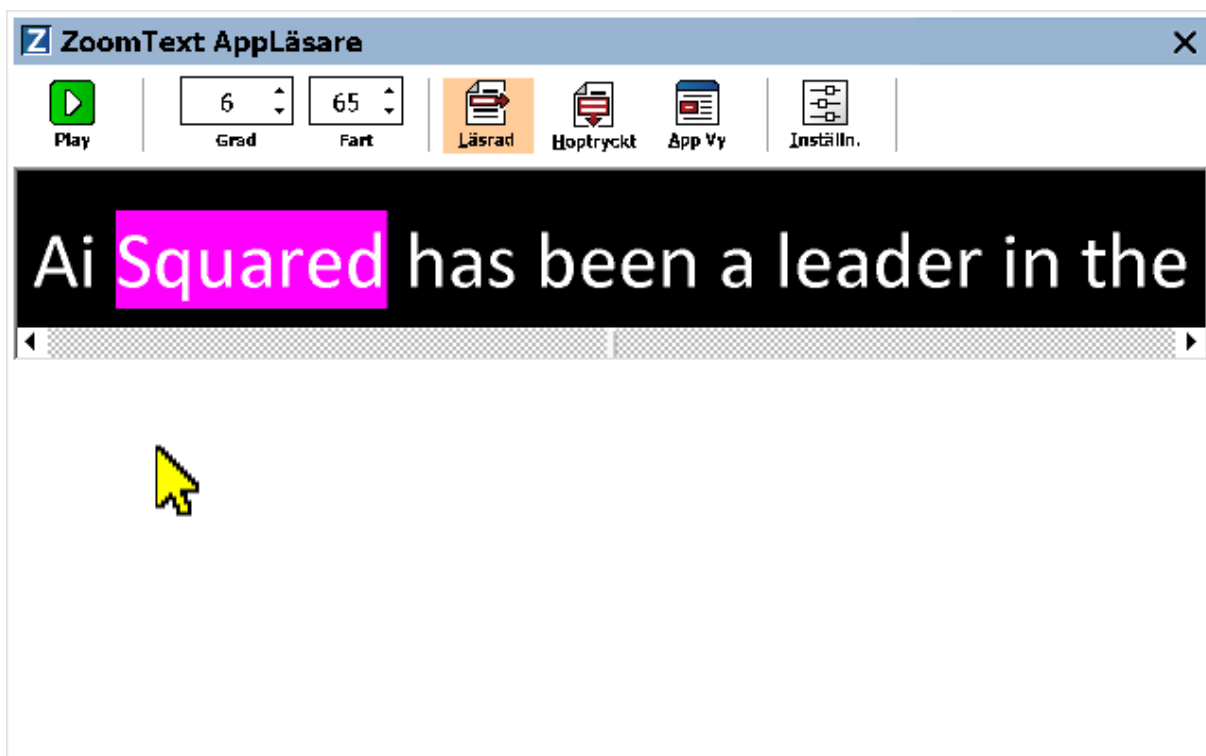 Z ZoomText AppLäsare
Play
6
Grad
65
Fart
Läsrad
Hoptryckt
App Vy
Inställn.
Ai Squared has been a leader in the